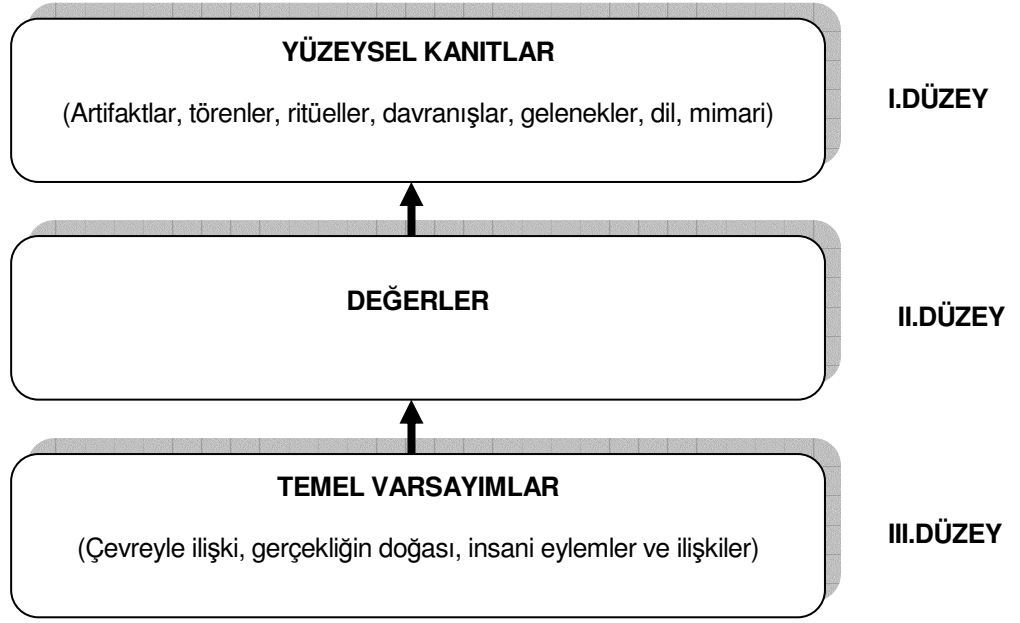 YÜZEYSEL KANITLAR
(Artifaktlar, törenler, ritüeller, davranışlar, gelenekler, dil, mimari)
I.DÜZEY
DEĞERLER
II.DÜZEY
TEMEL VARSAYIMLAR
(Çevreyle ilişki, gerçekliğin doğası, insani eylemler ve ilişkiler)
III.DÜZEY